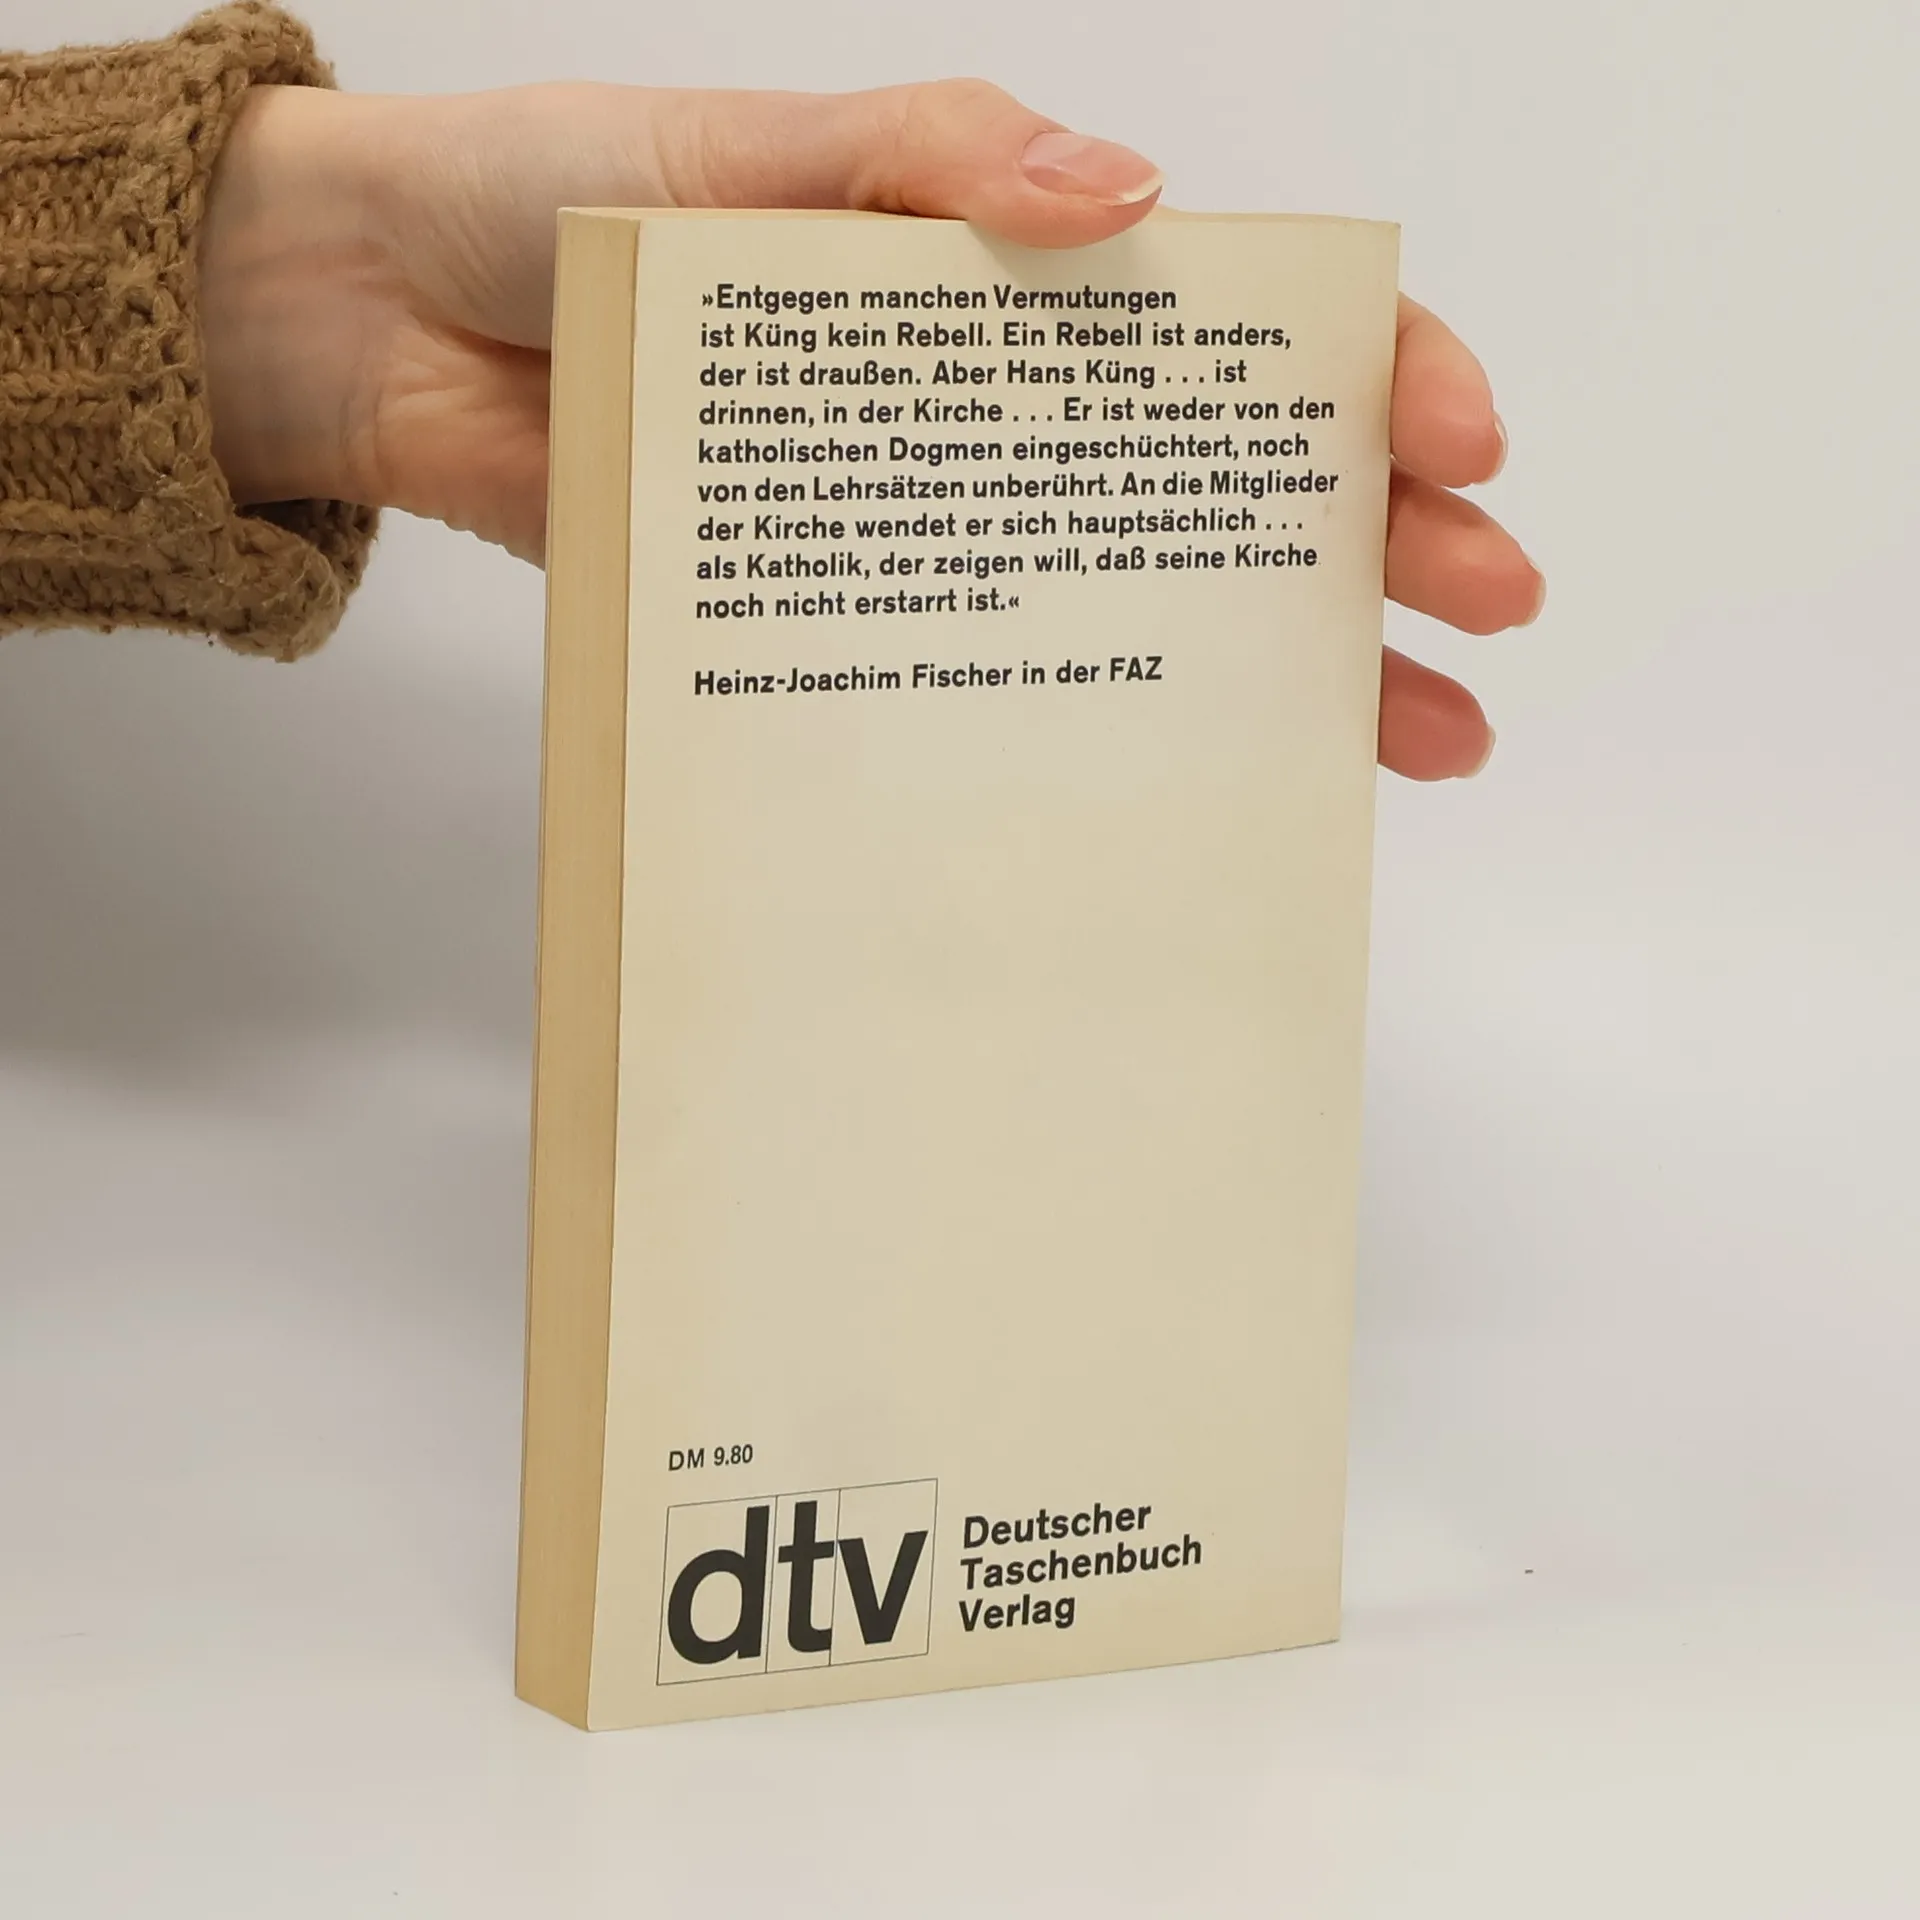 »Entgegen manchen Vermutungen
ist Küng kein Rebell. Ein Rebell ist anders,
der ist draußen. Aber Hans Küng . . . ist
drinnen, in der Kirche . . . Er ist weder von den
katholischen Dogmen eingeschüchtert, noch
von den Lehrsätzen unberührt. An die Mitglieder
der Kirche wendet er sich hauptsächlich . . .
als Katholik, der zeigen will, daß seine Kirche
noch nicht erstarrt ist.«
Heinz-Joachim Fischer in der FAZ
DM 9.80
dtv
Deutscher
Taschenbuch
Verlag